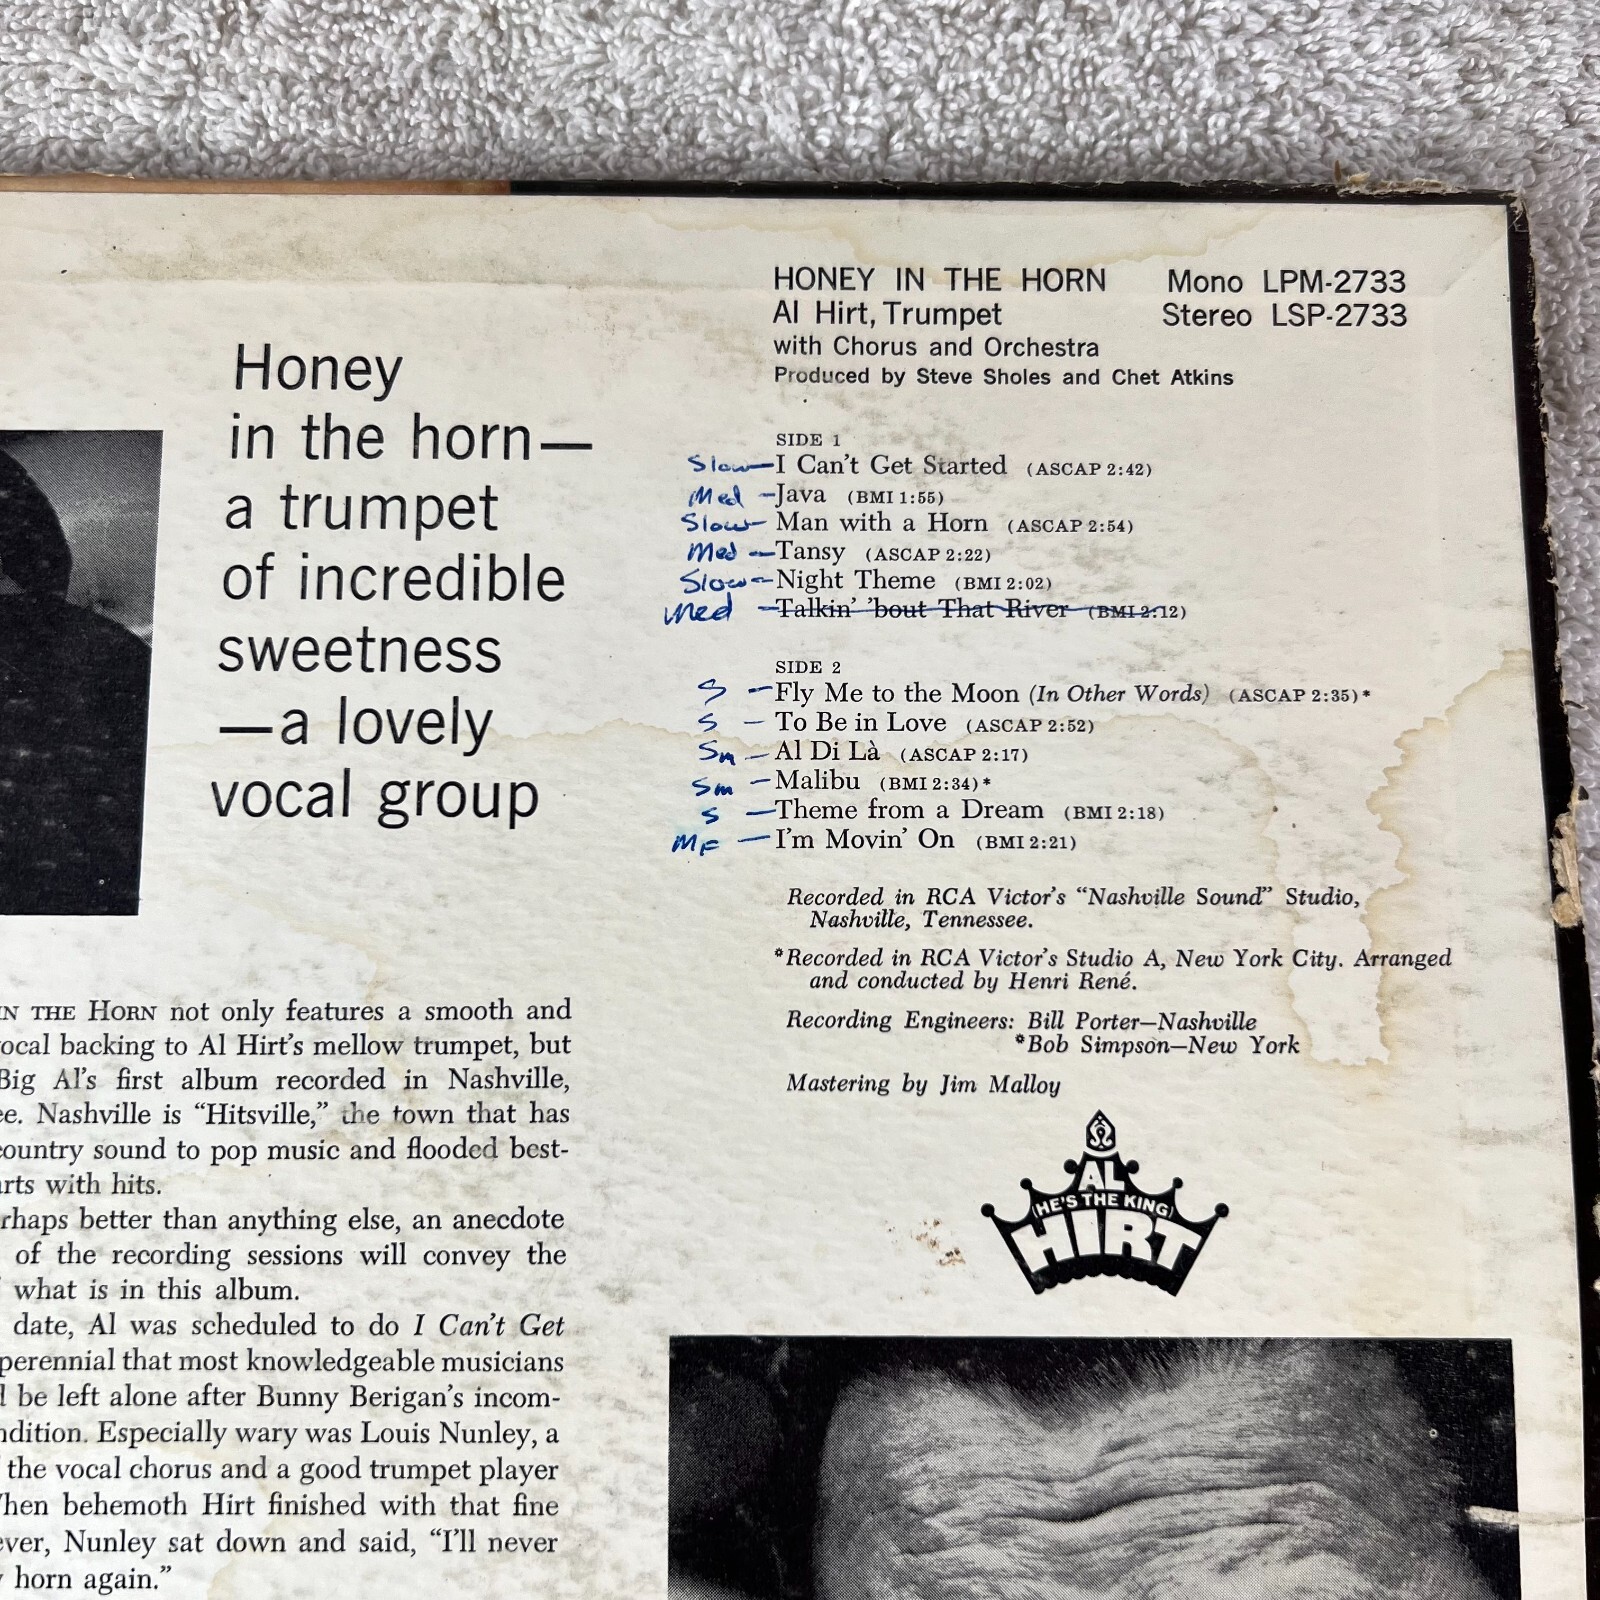 Honey
in the horn—
a trumpet
of incredible
sweetness
—a lovely
vocal group
HONEY IN THE HORN Mono LPM-2733
Al Hirt, Trumpet Stereo LSP-2733
with Chorus and Orchestra
Produced by Steve Sholes and Chet Atkins
SIDE 1
Slow—I Can't Get Started (ASCAP 2:42)
Med —Java (BMI 1:55)
Slow— Man with a Horn (ASCAP 2:54)
Med —Tansy (ASCAP 2:22)
Slow—Night Theme (BMI 2:02)
Med —Talkin' 'bout That River (BMI 2:12)
SIDE 2
S —Fly Me to the Moon (In Other Words) (ASCAP 2:35)*
S — To Be in Love (ASCAP 2:52)
Sm — Al Di Là (ASCAP 2:17)
Sm —Malibu (BMI 2:34)*
S —Theme from a Dream (BMI 2:18)
MF — I'm Movin' On (BMI 2:21)
Recorded in RCA Victor's “Nashville Sound” Studio,
Nashville, Tennessee.
*Recorded in RCA Victor's Studio A, New York City. Arranged
and conducted by Henri René.
Recording Engineers: Bill Porter—Nashville
*Bob Simpson—New York
Mastering by Jim Malloy
AL
(HE'S THE KING)
HIRT
IN THE HORN not only features a smooth and
vocal backing to Al Hirt's mellow trumpet, but
Big Al's first album recorded in Nashville,
ee. Nashville is “Hitsville,” the town that has
country sound to pop music and flooded best-
arts with hits.
rhaps better than anything else, an anecdote
of the recording sessions will convey the
what is in this album.
date, Al was scheduled to do I Can't Get
perennial that most knowledgeable musicians
l be left alone after Bunny Berigan's incom-
ndition. Especially wary was Louis Nunley, a
the vocal chorus and a good trumpet player
When behemoth Hirt finished with that fine
ever, Nunley sat down and said, “I'll never
y horn again.”